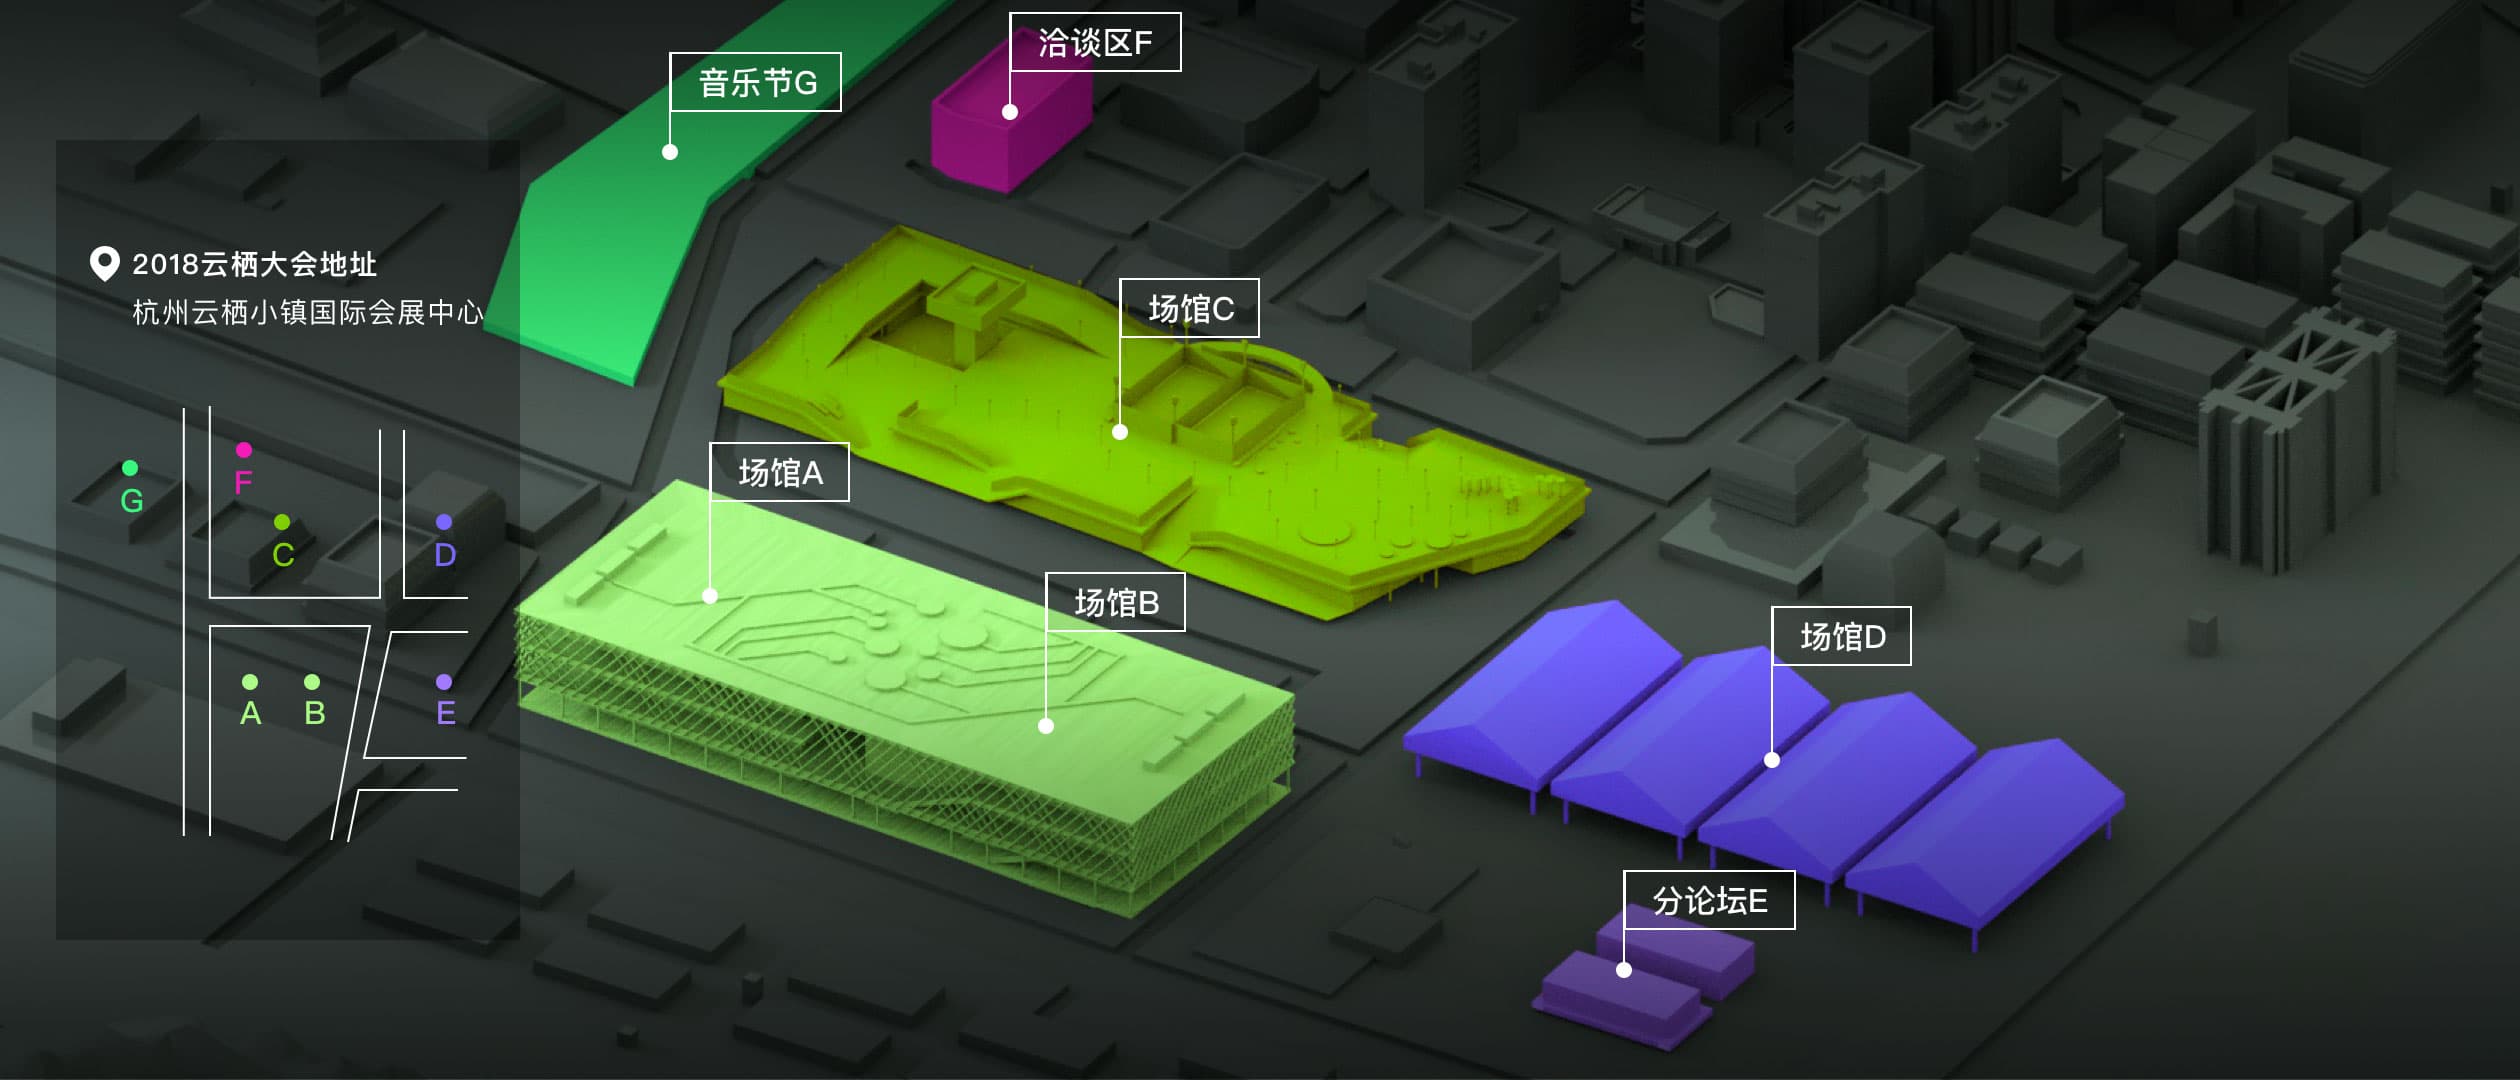 洽谈区F
音乐节G
2018云栖大会地址
杭州云栖小镇国际会展中心
场馆C
场馆A
场馆B
场馆D
分论坛E
F
G
C
D
A
B
E